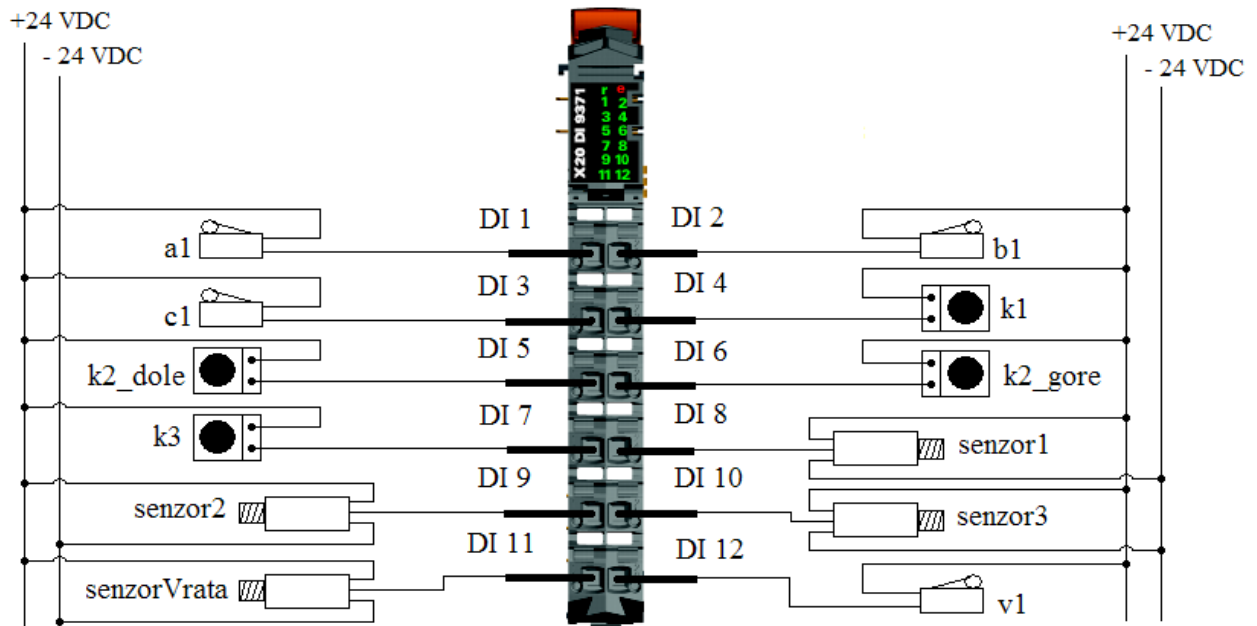 +24 VDC
- 24 VDC
+24 VDC
- 24 VDC
X20 DI 9371
r e
1 2
3 4
5 6
7 8
9 10
11 12
DI 1
DI 2
a1
b1
DI 3
DI 4
c1
k1
DI 5
DI 6
k2_dole
k2_gore
DI 7
DI 8
k3
senzor1
DI 9
DI 10
senzor2
senzor3
DI 11
DI 12
senzorVrata
v1